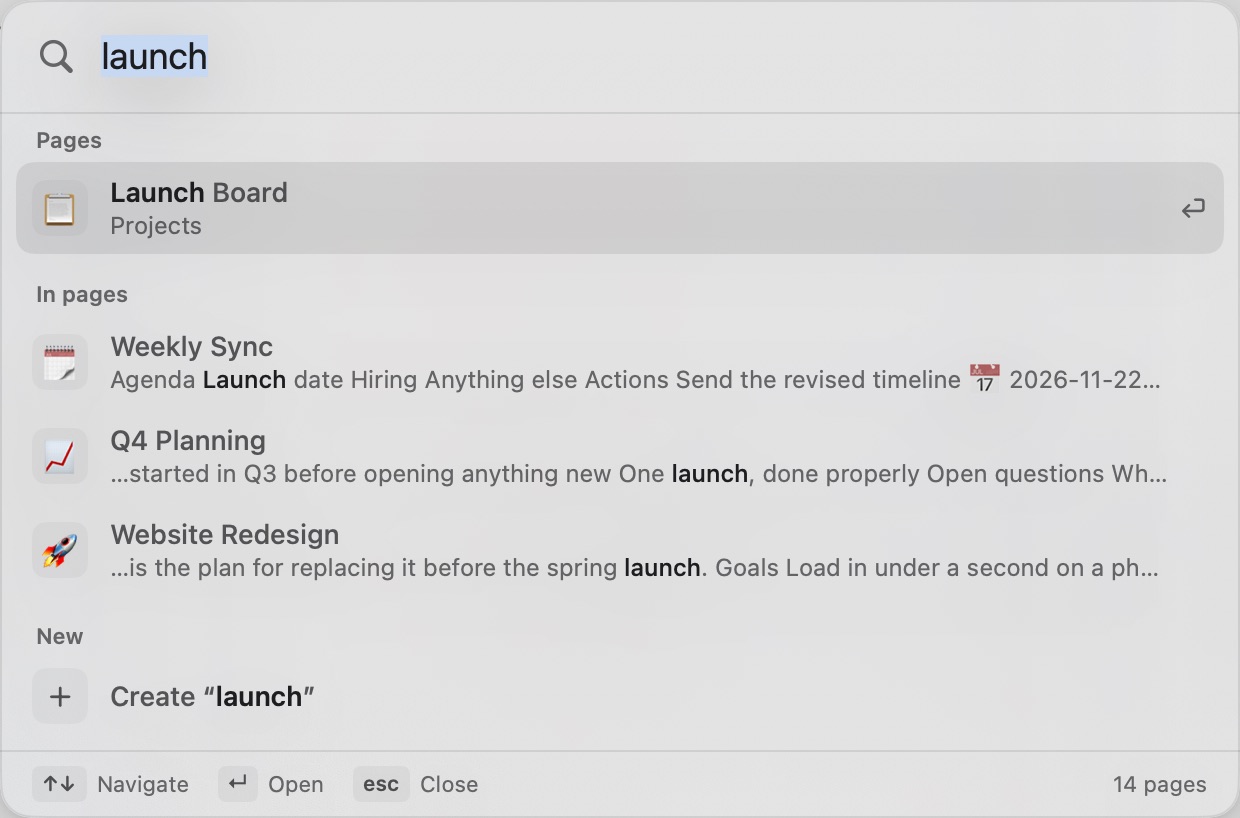 launch
Pages
Launch Board
Projects
In pages
Weekly Sync
Agenda Launch date Hiring Anything else Actions Send the revised timeline 📅 2026-11-22...
Q4 Planning
...started in Q3 before opening anything new One launch, done properly Open questions Wh...
Website Redesign
...is the plan for replacing it before the spring launch. Goals Load in under a second on a ph...
New
Create “launch”
↑↓ Navigate ↵ Open esc Close 14 pages